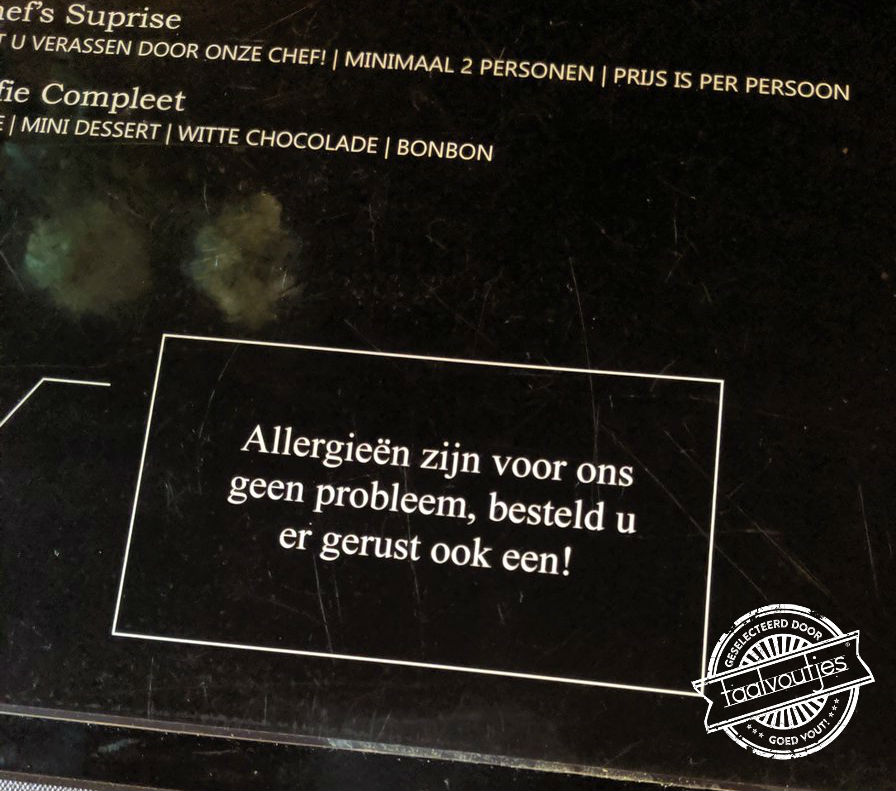 hef's Suprise
T U VERASSEN DOOR ONZE CHEF! | MINIMAAL 2 PERSONEN | PRIJS IS PER PERSOON
fie Compleet
E | MINI DESSERT | WITTE CHOCOLADE | BONBON
Allergieën zijn voor ons
geen probleem, besteld u
er gerust ook een!
GESELECTEERD DOOR
taalvoutjes
GOED VOUT!